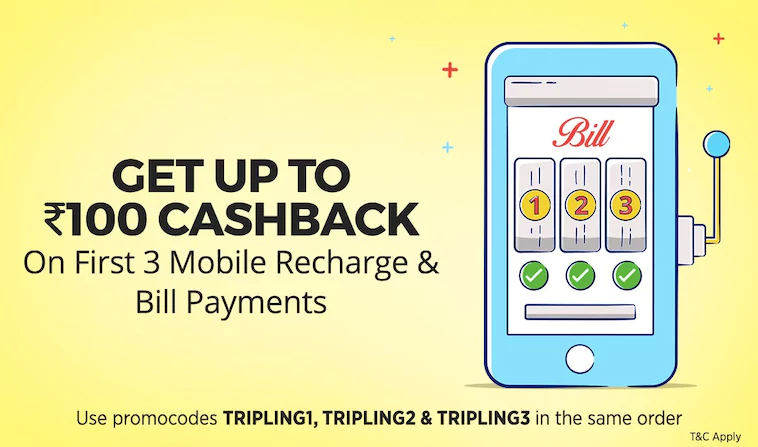 GET UP TO
₹100 CASHBACK
On First 3 Mobile Recharge &
Bill Payments
Bill
1 2 3
Use promocodes TRIPLING1, TRIPLING2 & TRIPLING3 in the same order
T&C Apply